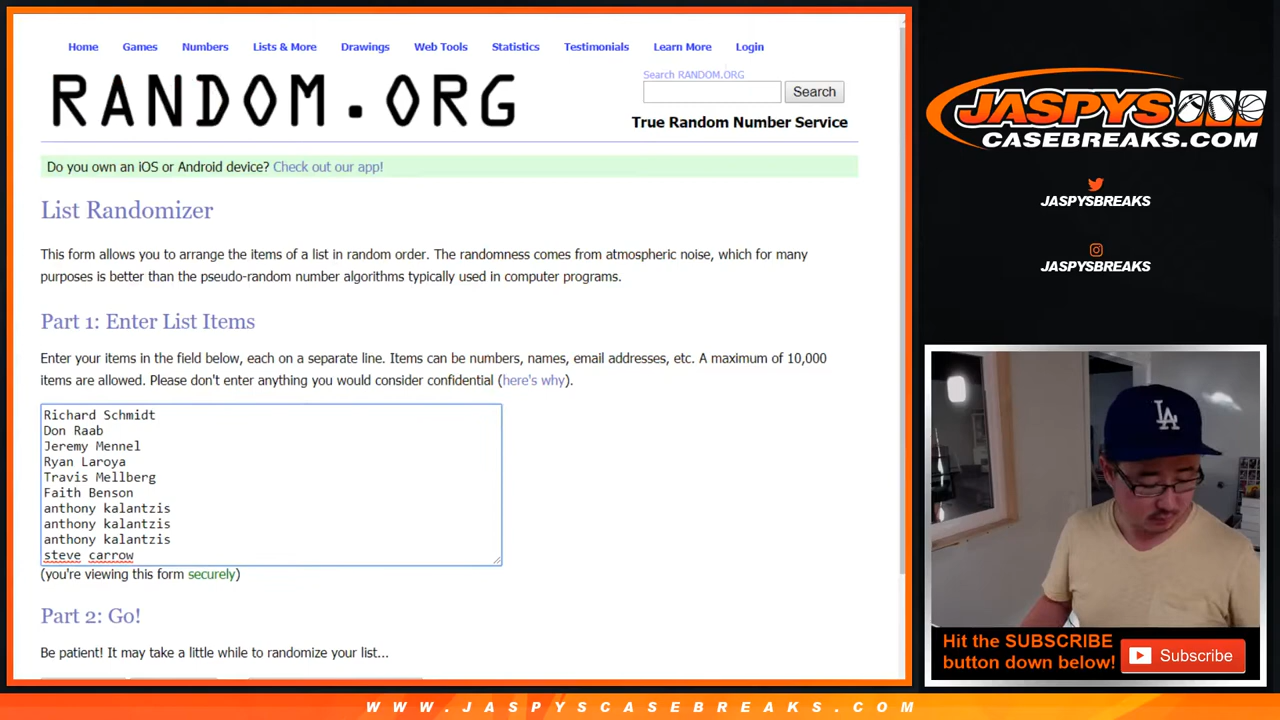 Home Games Numbers Lists & More Drawings Web Tools Statistics Testimonials Learn More Login
RANDOM.ORG
Search RANDOM.ORG
Search
True Random Number Service
Do you own an iOS or Android device? Check out our app!
List Randomizer
This form allows you to arrange the items of a list in random order. The randomness comes from atmospheric noise, which for many
purposes is better than the pseudo-random number algorithms typically used in computer programs.
Part 1: Enter List Items
Enter your items in the field below, each on a separate line. Items can be numbers, names, email addresses, etc. A maximum of 10,000
items are allowed. Please don't enter anything you would consider confidential (here's why).
Richard Schmidt
Don Raab
Jeremy Mennel
Ryan Laroya
Travis Mellberg
Faith Benson
anthony kalantzis
anthony kalantzis
anthony kalantzis
steve carrow
(you're viewing this form securely)
Part 2: Go!
Be patient! It may take a little while to randomize your list...
JASPYS
CASEBREAKS.COM
JASPYSBREAKS
JASPYSBREAKS
LA
Hit the SUBSCRIBE
button down below!
Subscribe
WWW.JASPYSCASEBREAKS.COM